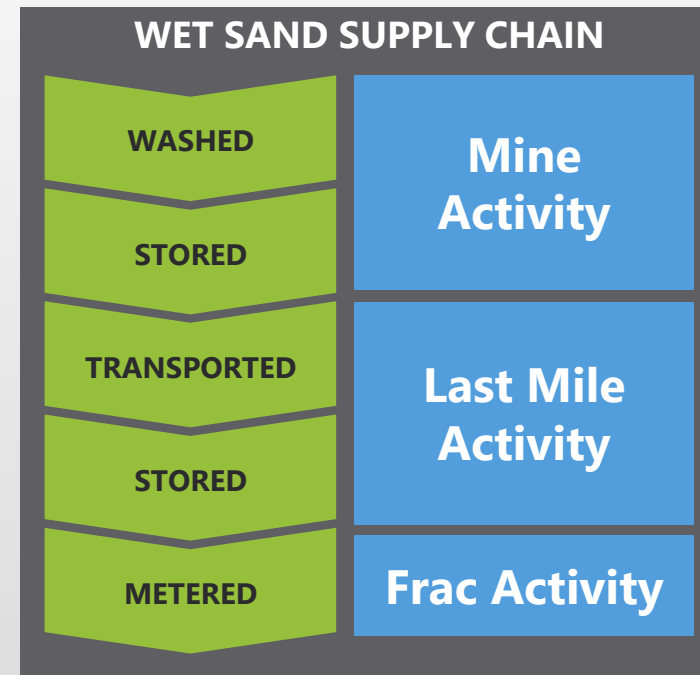 WET SAND SUPPLY CHAIN
WASHED
STORED
Mine
Activity
TRANSPORTED
STORED
Last Mile
Activity
METERED
Frac Activity